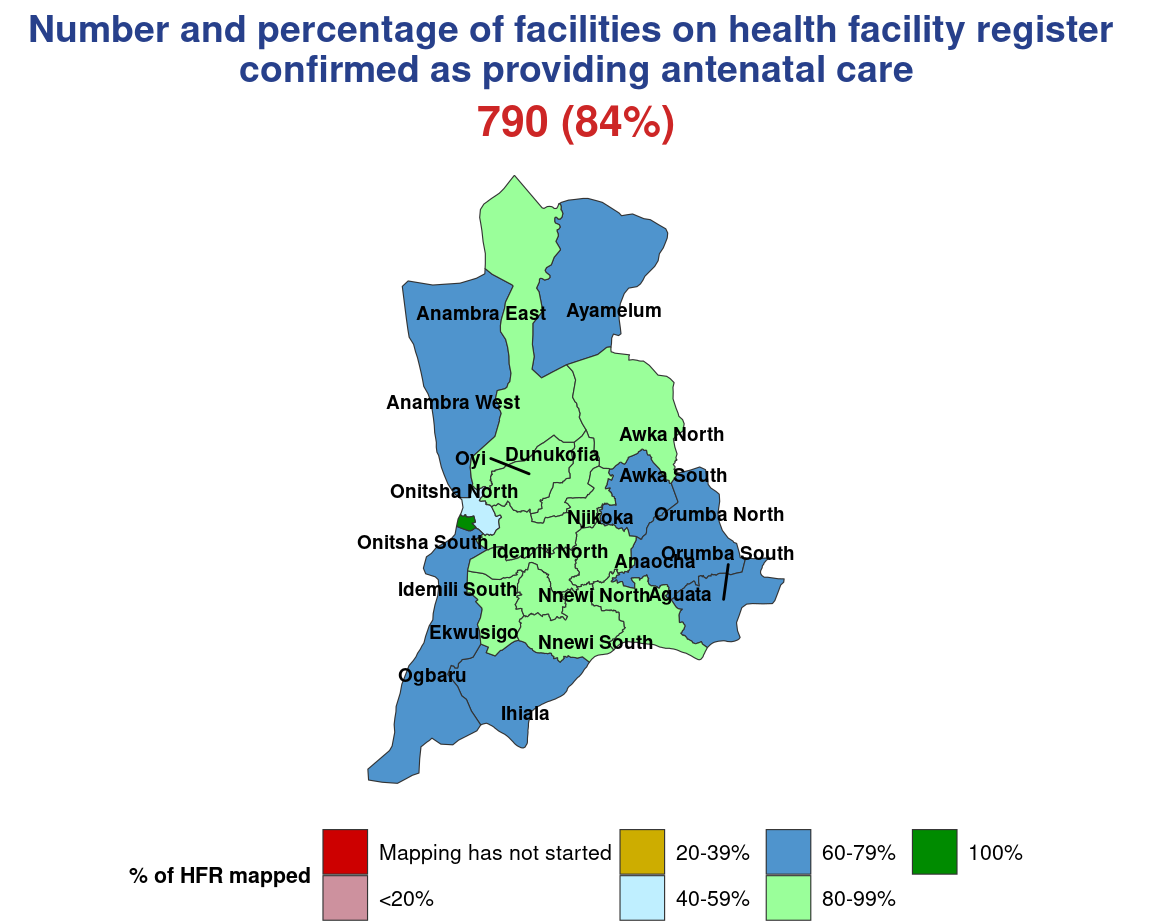 Number and percentage of facilities on health facility register
confirmed as providing antenatal care
790 (84%)
Anambra East
Ayamelum
Anambra West
Awka North
Oyi
Dunukofia
Awka South
Onitsha North
Njikoka
Orumba North
Onitsha South
Idemili North
Orumba South
Anaocha
Idemili South
Nnewi North
Aguata
Ekwusigo
Nnewi South
Ogbaru
Ihiala
% of HFR mapped
Mapping has not started
20-39%
60-79%
100%
<20%
40-59%
80-99%